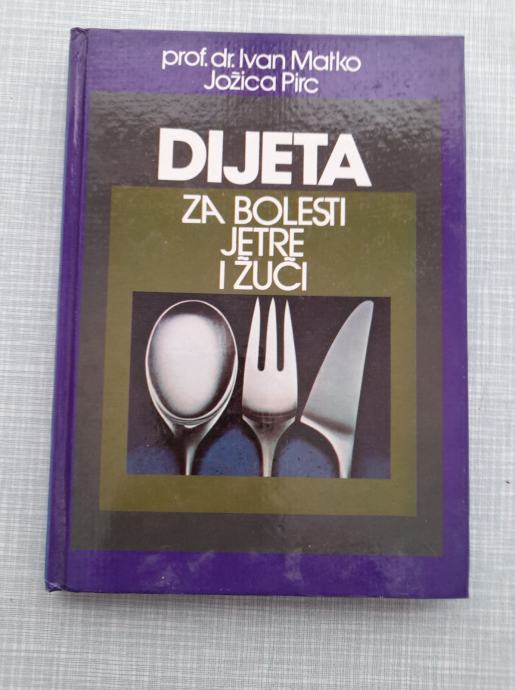 prof. dr. Ivan Matko
Jožica Pirc
DIJETA
ZA BOLESTI
JETRE
I ŽUČI